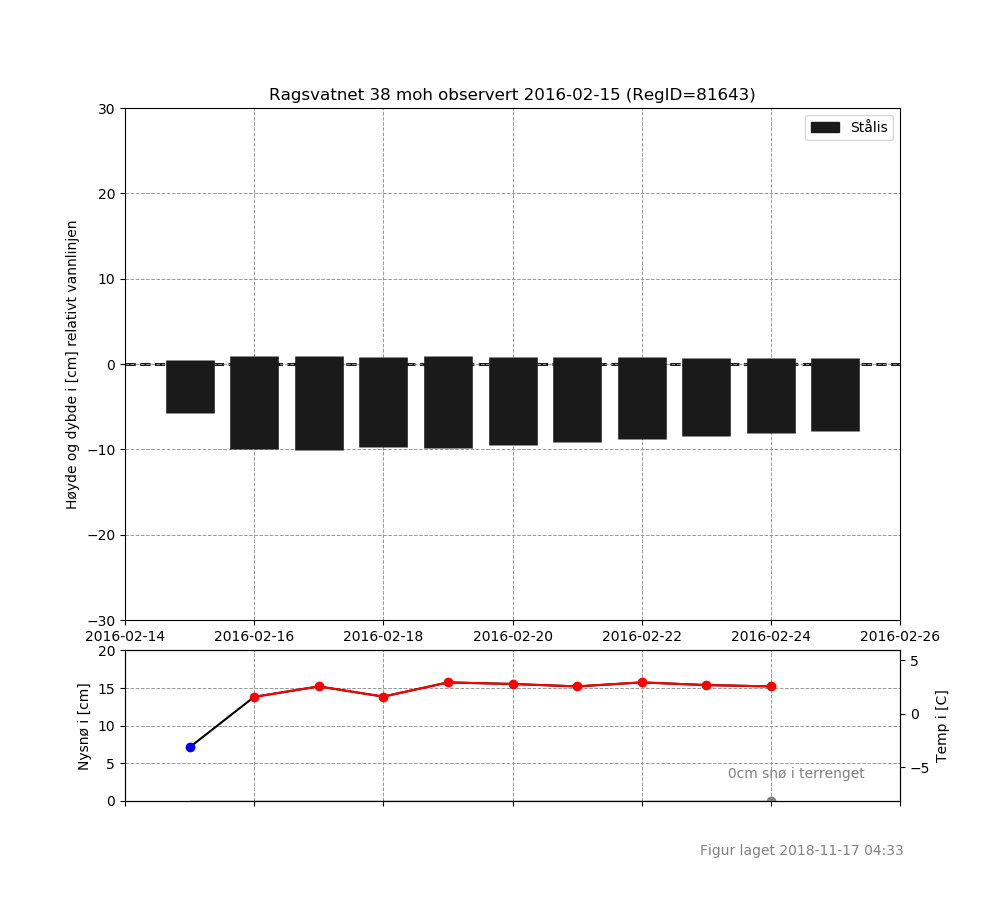 Ragsvatnet 38 moh observert 2016-02-15 (RegID=81643)
Stålis
Høyde og dybde i [cm] relativt vannlinjen
30
20
10
0
−10
−20
−30
2016-02-14 2016-02-16 2016-02-18 2016-02-20 2016-02-22 2016-02-24 2016-02-26
Nysnø i [cm]
20
15
10
5
0
5
0
−5
Temp i [C]
0cm snø i terrenget
Figur laget 2018-11-17 04:33